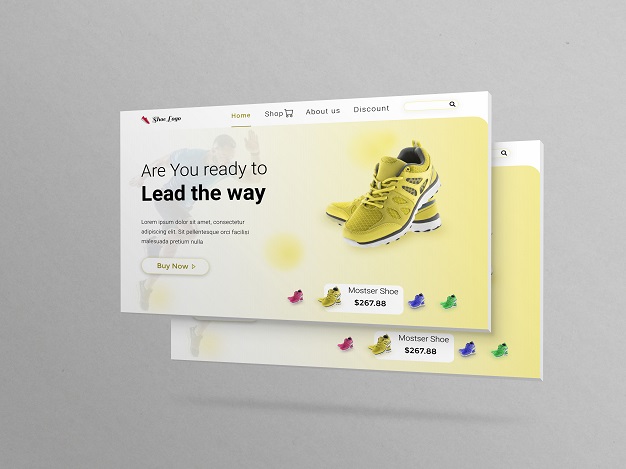 Shoe Logo
Home
Shop
About us
Discount
Are You ready to
Lead the way
Lorem ipsum dolor sit amet, consectetur
adipiscing elit. Sit pellentesque orci facilisi
malesuada pretium nulla
Buy Now
Mostser Shoe
$267.88
Mostser Shoe
$267.88